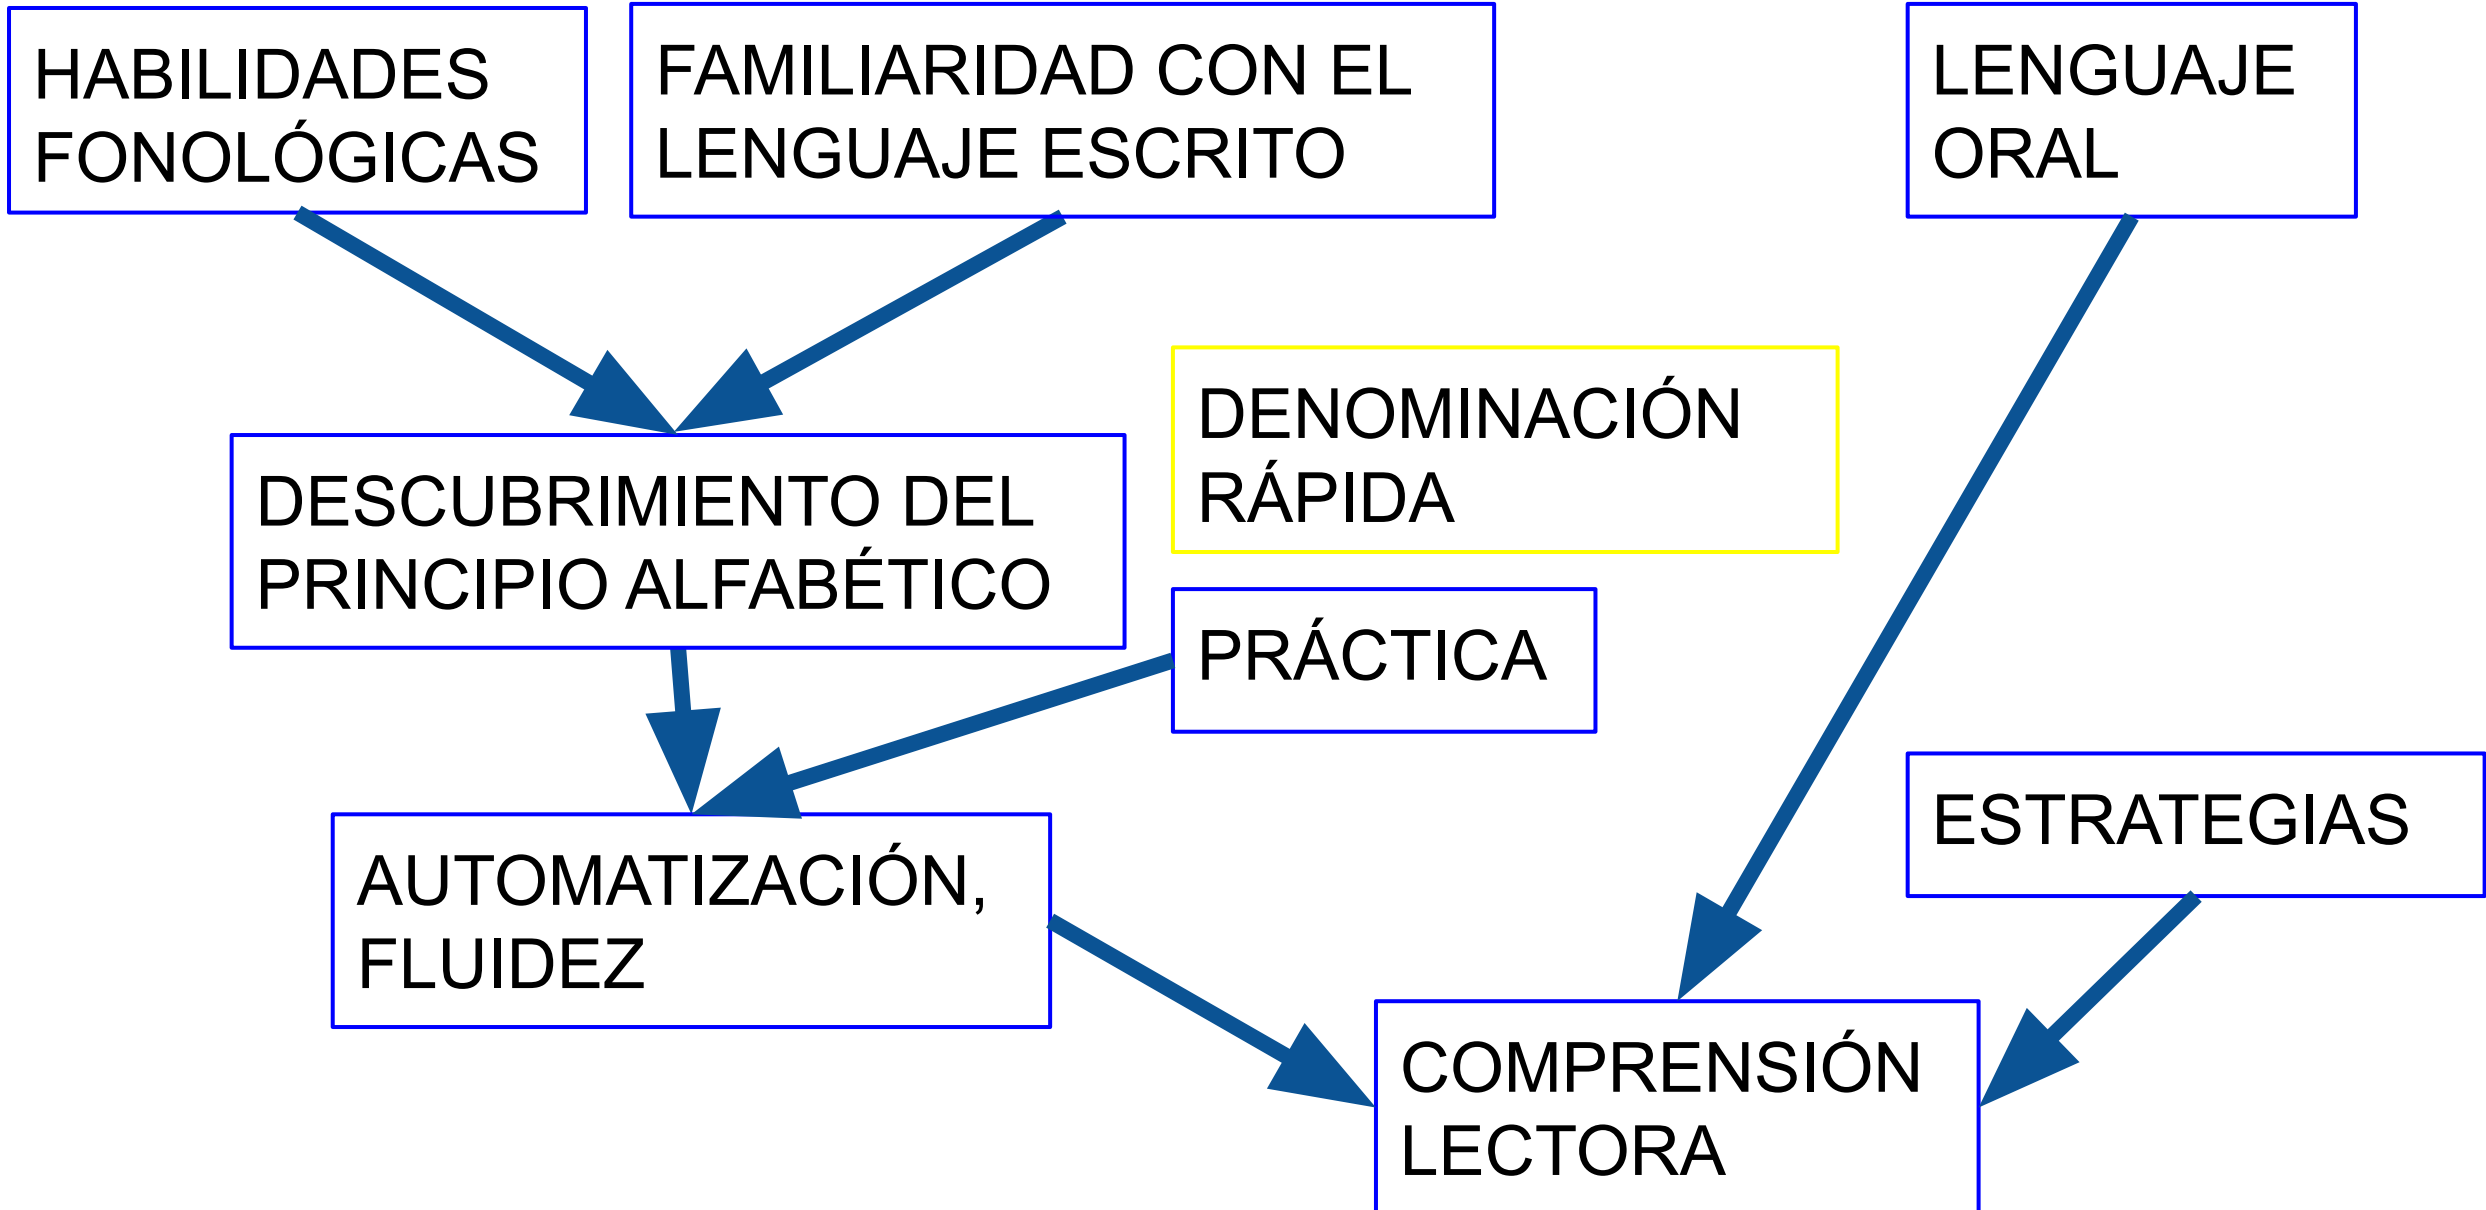 HABILIDADES
FONOLÓGICAS
FAMILIARIDAD CON EL
LENGUAJE ESCRITO
LENGUAJE
ORAL
DENOMINACIÓN
RÁPIDA
DESCUBRIMIENTO DEL
PRINCIPIO ALFABÉTICO
PRÁCTICA
ESTRATEGIAS
AUTOMATIZACIÓN,
FLUIDEZ
COMPRENSIÓN
LECTORA